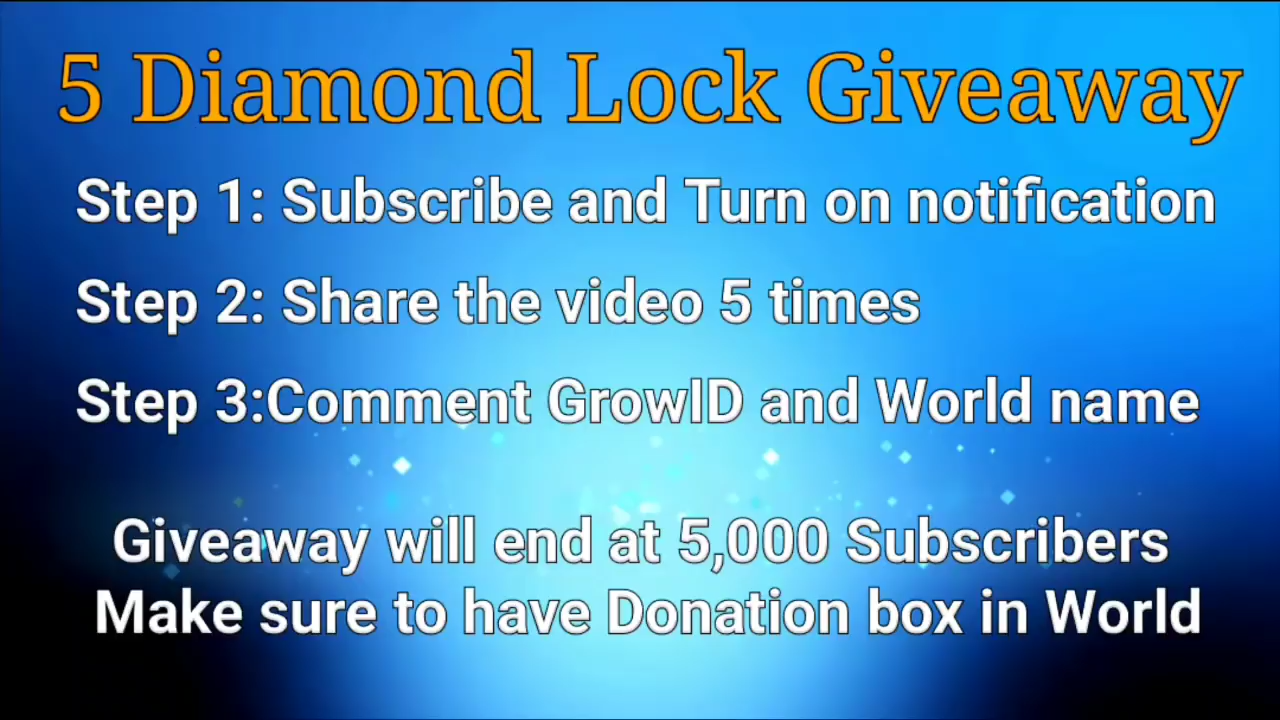 5 Diamond Lock Giveaway
Step 1: Subscribe and Turn on notification
Step 2: Share the video 5 times
Step 3:Comment GrowID and World name
Giveaway will end at 5,000 Subscribers
Make sure to have Donation box in World